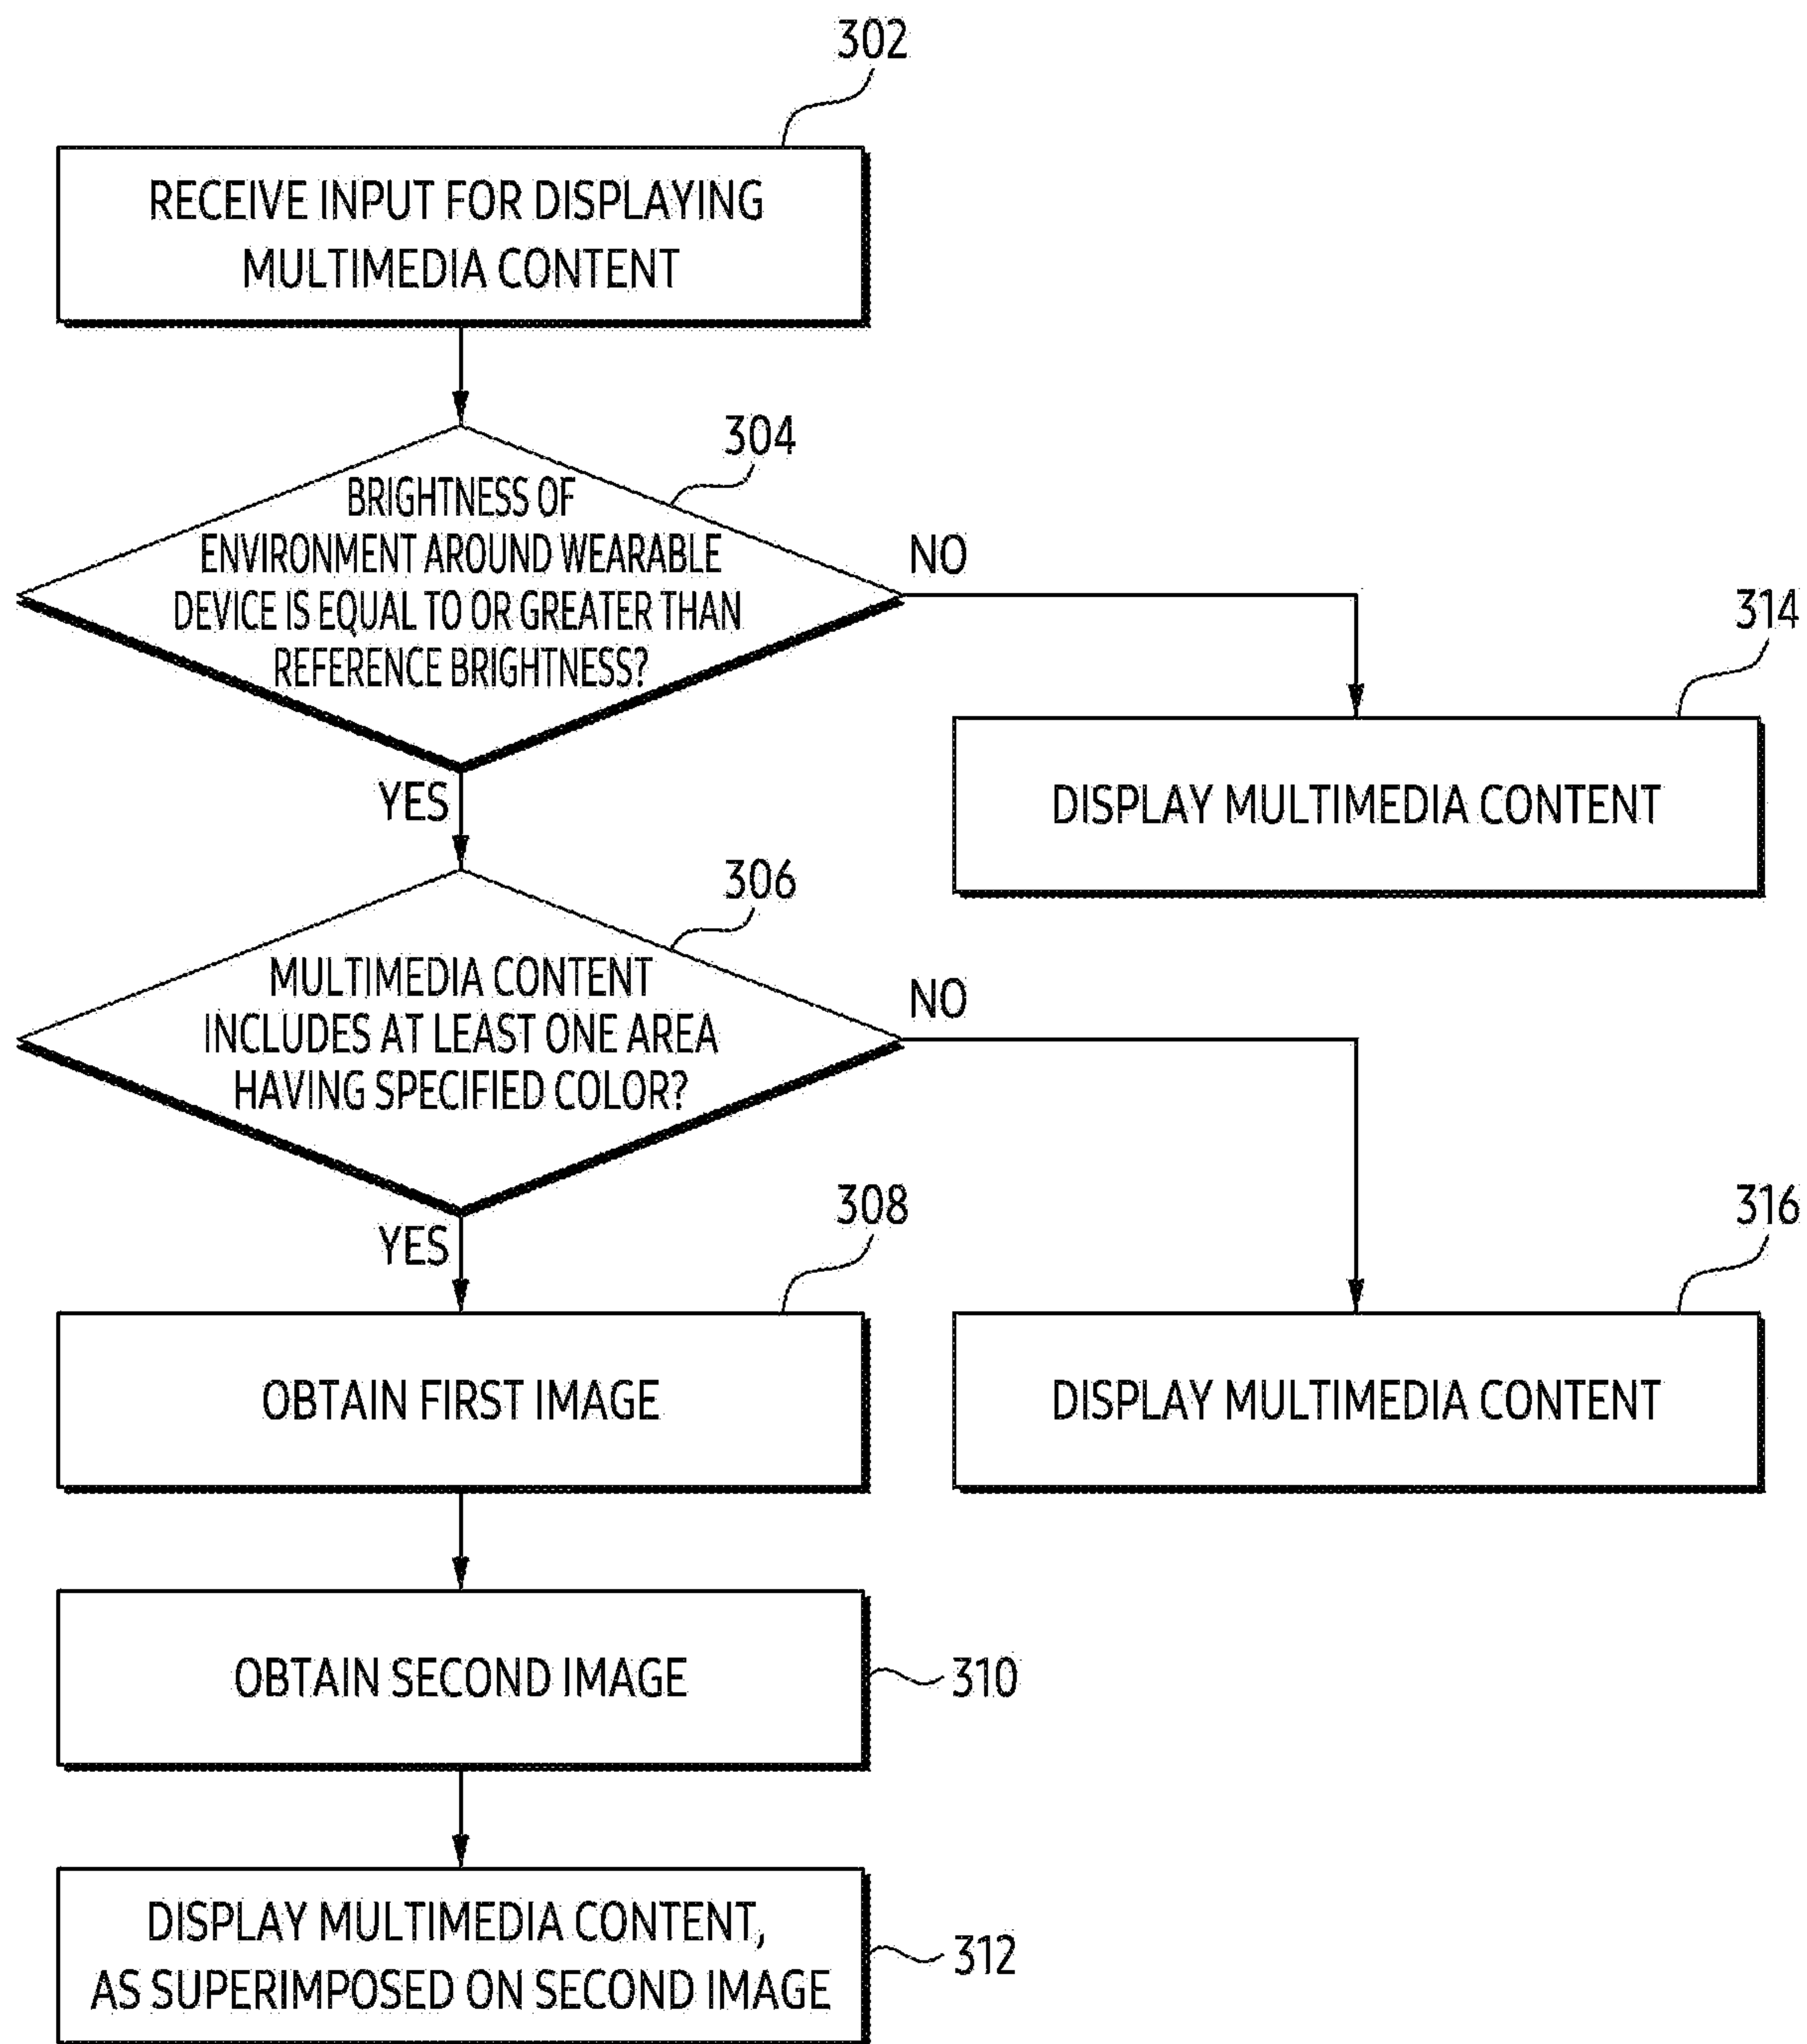 302
RECEIVE INPUT FOR DISPLAYING
MULTIMEDIA CONTENT
304
BRIGHTNESS OF
ENVIRONMENT AROUND WEARABLE
DEVICE IS EQUAL TO OR GREATER THAN
REFERENCE BRIGHTNESS?
NO
314
DISPLAY MULTIMEDIA CONTENT
YES
306
MULTIMEDIA CONTENT
INCLUDES AT LEAST ONE AREA
HAVING SPECIFIED COLOR?
NO
316
DISPLAY MULTIMEDIA CONTENT
YES
308
OBTAIN FIRST IMAGE
OBTAIN SECOND IMAGE
310
DISPLAY MULTIMEDIA CONTENT,
AS SUPERIMPOSED ON SECOND IMAGE
312